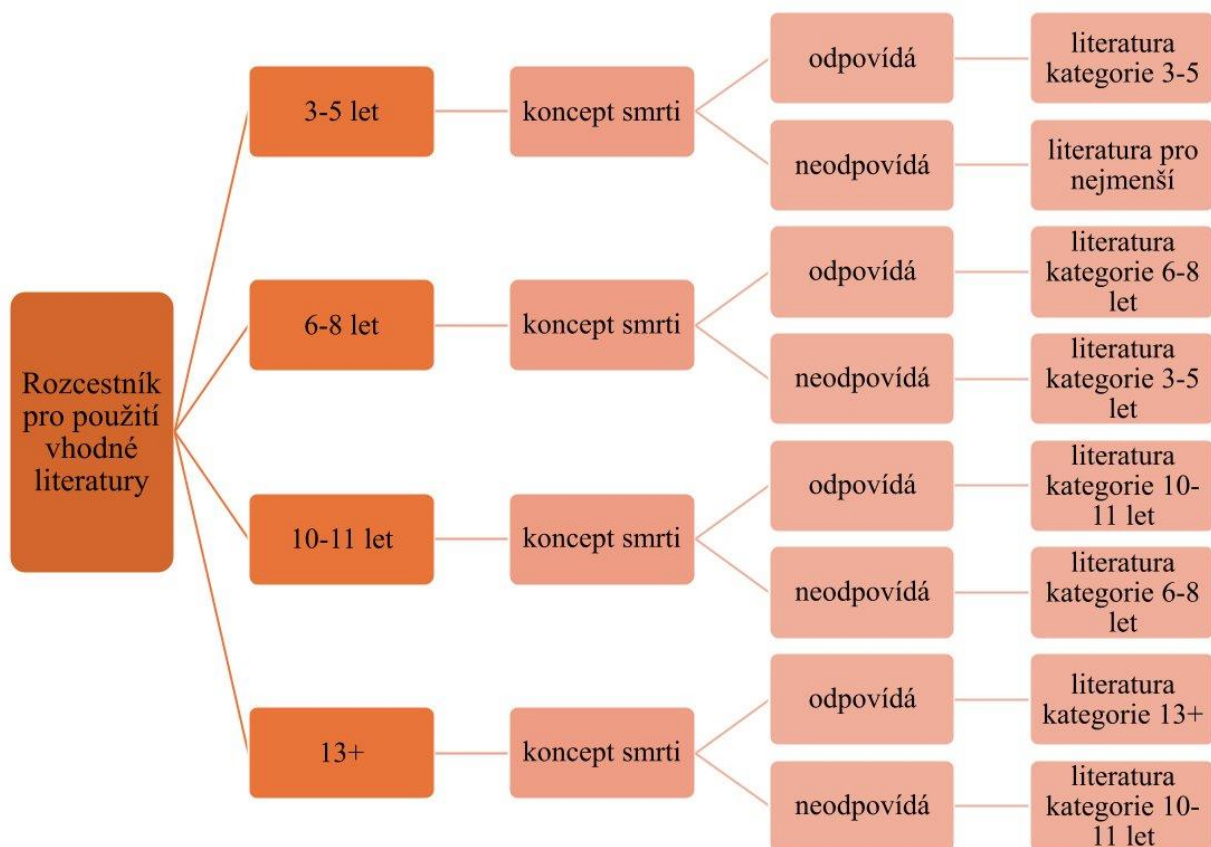 Rozcestník
pro použití
vhodné
literatury
3-5 let
koncept smrti
odpovídá
literatura
kategorie 3-5
neodpovídá
literatura pro
nejmenší
6-8 let
koncept smrti
odpovídá
literatura
kategorie 6-8
let
neodpovídá
literatura
kategorie 3-5
let
10-11 let
koncept smrti
odpovídá
literatura
kategorie 10-
11 let
neodpovídá
literatura
kategorie 6-8
let
13+
koncept smrti
odpovídá
literatura
kategorie 13+
neodpovídá
literatura
kategorie 10-
11 let